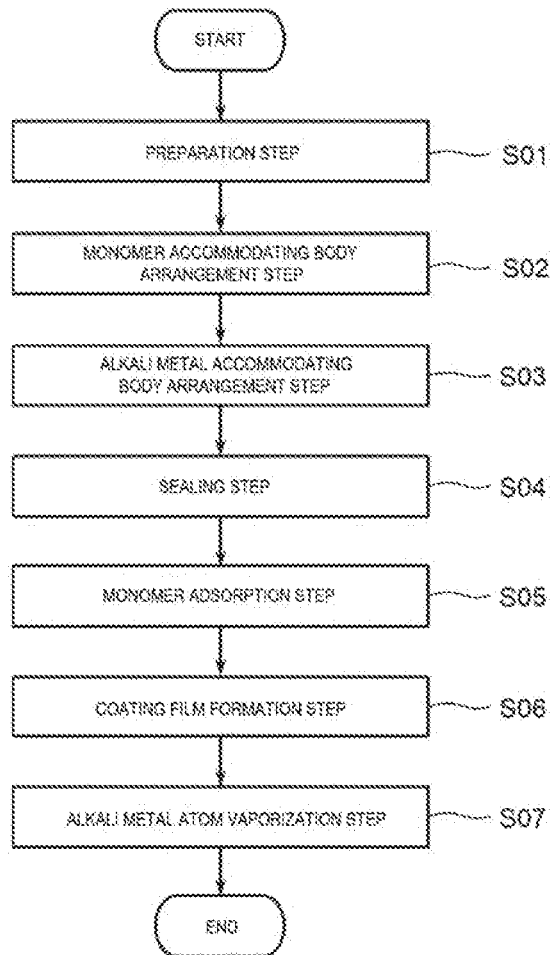 START
PREPARATION STEP
S01
MONOMER ACCOMMODATING BODY
ARRANGEMENT STEP
S02
ALKALI METAL ACCOMMODATING
BODY ARRANGEMENT STEP
S03
SEALING STEP
S04
MONOMER ADSORPTION STEP
S05
COATING FILM FORMATION STEP
S06
ALKALI METAL ATOM VAPORIZATION STEP
S07
END